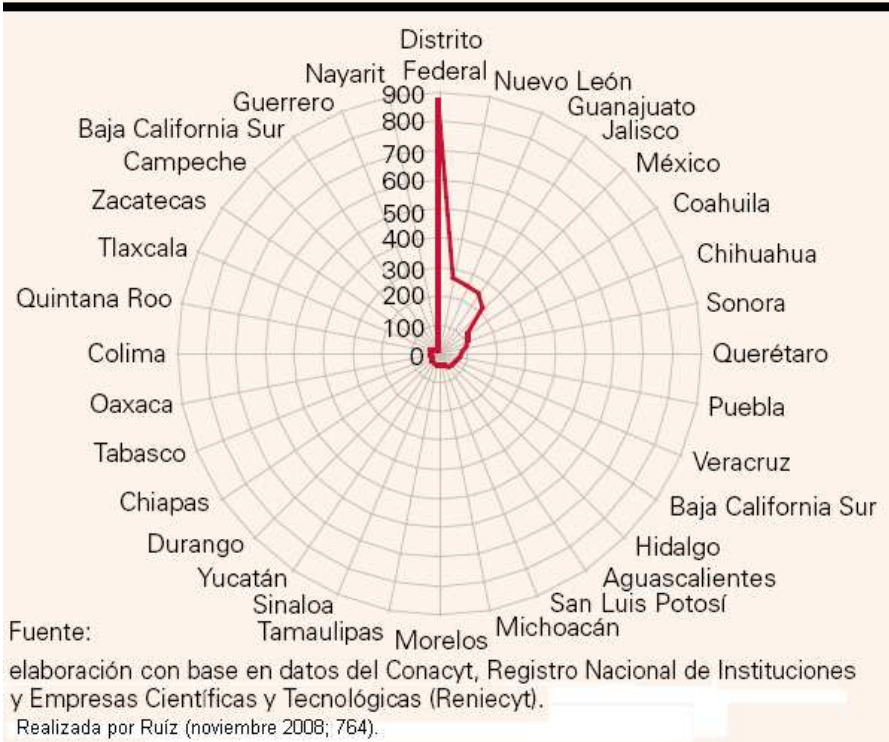 Distrito
Federal
Nuevo León
Guanajuato
Jalisco
México
Coahuila
Chihuahua
Sonora
Querétaro
Puebla
Veracruz
Baja California Sur
Hidalgo
Aguascalientes
San Luis Potosí
Michoacán
Morelos
Tamaulipas
Sinaloa
Yucatán
Durango
Chiapas
Tabasco
Oaxaca
Colima
Quintana Roo
Tlaxcala
Zacatecas
Campeche
Baja California Sur
Guerrero
Nayarit
900
800
700
600
500
400
300
200
100
0
Fuente:
elaboración con base en datos del Conacyt, Registro Nacional de Instituciones
y Empresas Científicas y Tecnológicas (Reniecyt).
Realizada por Ruíz (noviembre 2008; 764).